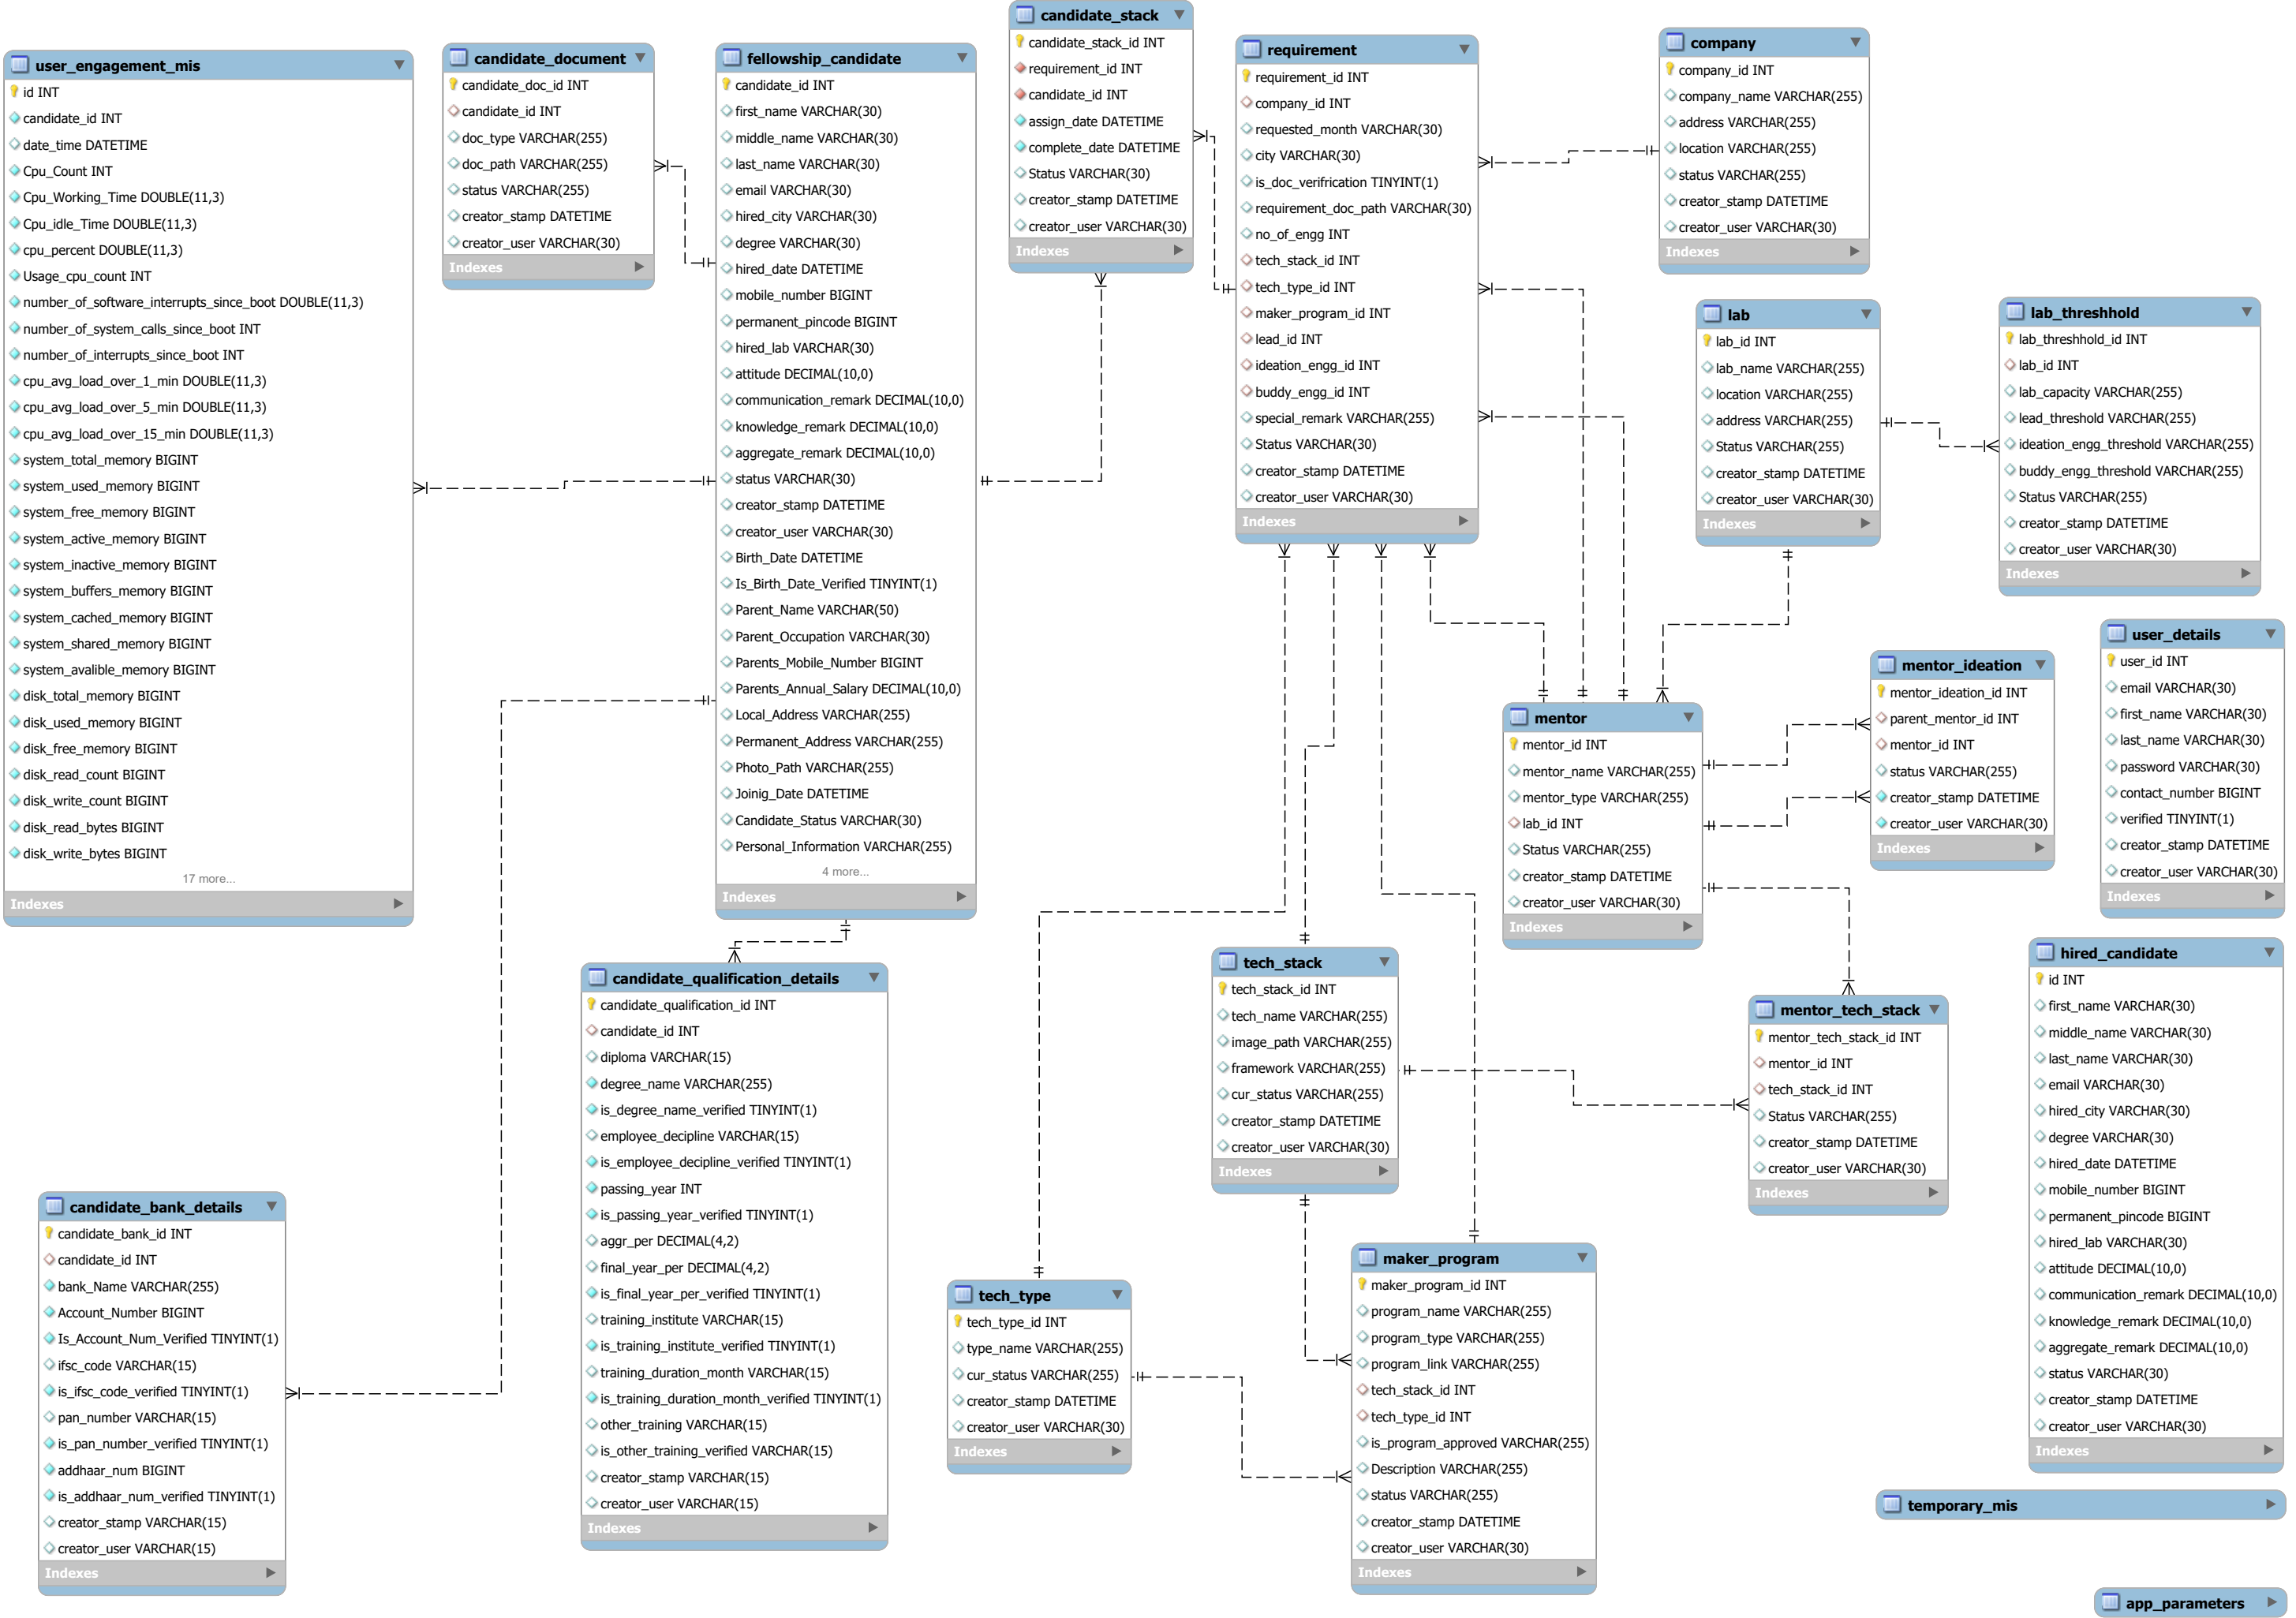 user_engagement_mis
id INT
candidate_id INT
date_time DATETIME
Cpu_Count INT
Cpu_Working_Time DOUBLE(11,3)
Cpu_idle_Time DOUBLE(11,3)
cpu_percent DOUBLE(11,3)
Usage_cpu_count INT
number_of_software_interrupts_since_boot DOUBLE(11,3)
number_of_system_calls_since_boot INT
number_of_interrupts_since_boot INT
cpu_avg_load_over_1_min DOUBLE(11,3)
cpu_avg_load_over_5_min DOUBLE(11,3)
cpu_avg_load_over_15_min DOUBLE(11,3)
system_total_memory BIGINT
system_used_memory BIGINT
system_free_memory BIGINT
system_active_memory BIGINT
system_inactive_memory BIGINT
system_buffers_memory BIGINT
system_cached_memory BIGINT
system_shared_memory BIGINT
system_avalible_memory BIGINT
disk_total_memory BIGINT
disk_used_memory BIGINT
disk_free_memory BIGINT
disk_read_count BIGINT
disk_write_count BIGINT
disk_read_bytes BIGINT
disk_write_bytes BIGINT
17 more...
Indexes
candidate_document
candidate_doc_id INT
candidate_id INT
doc_type VARCHAR(255)
doc_path VARCHAR(255)
status VARCHAR(255)
creator_stamp DATETIME
creator_user VARCHAR(30)
Indexes
fellowship_candidate
candidate_id INT
first_name VARCHAR(30)
middle_name VARCHAR(30)
last_name VARCHAR(30)
email VARCHAR(30)
hired_city VARCHAR(30)
degree VARCHAR(30)
hired_date DATETIME
mobile_number BIGINT
permanent_pincode BIGINT
hired_lab VARCHAR(30)
attitude DECIMAL(10,0)
communication_remark DECIMAL(10,0)
knowledge_remark DECIMAL(10,0)
aggregate_remark DECIMAL(10,0)
status VARCHAR(30)
creator_stamp DATETIME
creator_user VARCHAR(30)
Birth_Date DATETIME
Is_Birth_Date_Verified TINYINT(1)
Parent_Name VARCHAR(50)
Parent_Occupation VARCHAR(30)
Parents_Mobile_Number BIGINT
Parents_Annual_Salary DECIMAL(10,0)
Local_Address VARCHAR(255)
Permanent_Address VARCHAR(255)
Photo_Path VARCHAR(255)
Joinig_Date DATETIME
Candidate_Status VARCHAR(30)
Personal_Information VARCHAR(255)
4 more...
Indexes
candidate_stack
candidate_stack_id INT
requirement_id INT
candidate_id INT
assign_date DATETIME
complete_date DATETIME
Status VARCHAR(30)
creator_stamp DATETIME
creator_user VARCHAR(30)
Indexes
requirement
requirement_id INT
company_id INT
requested_month VARCHAR(30)
city VARCHAR(30)
is_doc_verifrication TINYINT(1)
requirement_doc_path VARCHAR(30)
no_of_engg INT
tech_stack_id INT
tech_type_id INT
maker_program_id INT
lead_id INT
ideation_engg_id INT
buddy_engg_id INT
special_remark VARCHAR(255)
Status VARCHAR(30)
creator_stamp DATETIME
creator_user VARCHAR(30)
Indexes
company
company_id INT
company_name VARCHAR(255)
address VARCHAR(255)
location VARCHAR(255)
status VARCHAR(255)
creator_stamp DATETIME
creator_user VARCHAR(30)
Indexes
lab
lab_id INT
lab_name VARCHAR(255)
location VARCHAR(255)
address VARCHAR(255)
Status VARCHAR(255)
creator_stamp DATETIME
creator_user VARCHAR(30)
Indexes
lab_threshhold
lab_threshhold_id INT
lab_id INT
lab_capacity VARCHAR(255)
lead_threshold VARCHAR(255)
ideation_engg_threshold VARCHAR(255)
buddy_engg_threshold VARCHAR(255)
Status VARCHAR(255)
creator_stamp DATETIME
creator_user VARCHAR(30)
Indexes
user_details
user_id INT
email VARCHAR(30)
first_name VARCHAR(30)
last_name VARCHAR(30)
password VARCHAR(30)
contact_number BIGINT
verified TINYINT(1)
creator_stamp DATETIME
creator_user VARCHAR(30)
Indexes
mentor_ideation
mentor_ideation_id INT
parent_mentor_id INT
mentor_id INT
status VARCHAR(255)
creator_stamp DATETIME
creator_user VARCHAR(30)
Indexes
mentor
mentor_id INT
mentor_name VARCHAR(255)
mentor_type VARCHAR(255)
lab_id INT
Status VARCHAR(255)
creator_stamp DATETIME
creator_user VARCHAR(30)
Indexes
hired_candidate
id INT
first_name VARCHAR(30)
middle_name VARCHAR(30)
last_name VARCHAR(30)
email VARCHAR(30)
hired_city VARCHAR(30)
degree VARCHAR(30)
hired_date DATETIME
mobile_number BIGINT
permanent_pincode BIGINT
hired_lab VARCHAR(30)
attitude DECIMAL(10,0)
communication_remark DECIMAL(10,0)
knowledge_remark DECIMAL(10,0)
aggregate_remark DECIMAL(10,0)
status VARCHAR(30)
creator_stamp DATETIME
creator_user VARCHAR(30)
Indexes
candidate_qualification_details
candidate_qualification_id INT
candidate_id INT
diploma VARCHAR(15)
degree_name VARCHAR(255)
is_degree_name_verified TINYINT(1)
employee_decipline VARCHAR(15)
is_employee_decipline_verified TINYINT(1)
passing_year INT
is_passing_year_verified TINYINT(1)
aggr_per DECIMAL(4,2)
final_year_per DECIMAL(4,2)
is_final_year_per_verified TINYINT(1)
training_institute VARCHAR(15)
is_training_institute_verified TINYINT(1)
training_duration_month VARCHAR(15)
is_training_duration_month_verified TINYINT(1)
other_training VARCHAR(15)
is_other_training_verified VARCHAR(15)
creator_stamp VARCHAR(15)
creator_user VARCHAR(15)
Indexes
tech_stack
tech_stack_id INT
tech_name VARCHAR(255)
image_path VARCHAR(255)
framework VARCHAR(255)
cur_status VARCHAR(255)
creator_stamp DATETIME
creator_user VARCHAR(30)
Indexes
mentor_tech_stack
mentor_tech_stack_id INT
mentor_id INT
tech_stack_id INT
Status VARCHAR(255)
creator_stamp DATETIME
creator_user VARCHAR(30)
Indexes
candidate_bank_details
candidate_bank_id INT
candidate_id INT
bank_Name VARCHAR(255)
Account_Number BIGINT
Is_Account_Num_Verified TINYINT(1)
ifsc_code VARCHAR(15)
is_ifsc_code_verified TINYINT(1)
pan_number VARCHAR(15)
is_pan_number_verified TINYINT(1)
addhaar_num BIGINT
is_addhaar_num_verified TINYINT(1)
creator_stamp VARCHAR(15)
creator_user VARCHAR(15)
Indexes
tech_type
tech_type_id INT
type_name VARCHAR(255)
cur_status VARCHAR(255)
creator_stamp DATETIME
creator_user VARCHAR(30)
Indexes
maker_program
maker_program_id INT
program_name VARCHAR(255)
program_type VARCHAR(255)
program_link VARCHAR(255)
tech_stack_id INT
tech_type_id INT
is_program_approved VARCHAR(255)
Description VARCHAR(255)
status VARCHAR(255)
creator_stamp DATETIME
creator_user VARCHAR(30)
Indexes
temporary_mis
app_parameters